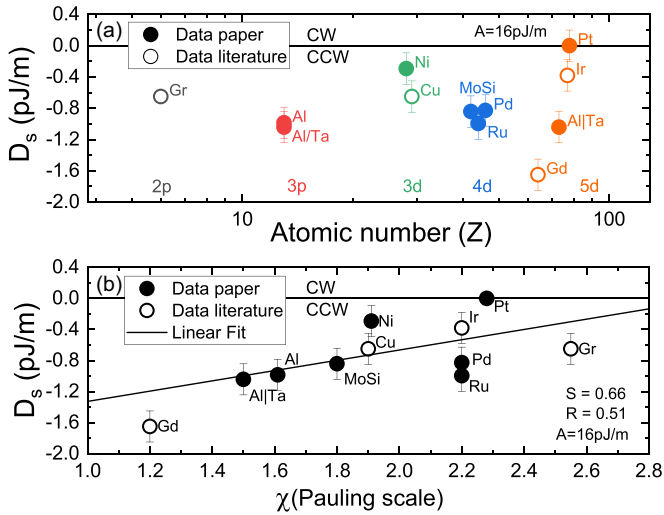 (a)
Data paper
Data literature
CW
CCW
A=16pJ/m
Pt
Ni
Ir
Gr
Cu
MoSi
Pd
Al
Al/Ta
Ru
Al|Ta
Gd
2p
3p
3d
4d
5d
0.4
0.0
-0.4
-0.8
-1.2
-1.6
-2.0
Ds (pJ/m)
10
100
Atomic number (Z)
(b)
Data paper
Data literature
Linear Fit
CW
CCW
Pt
Ni
Ir
Cu
Gr
Al
Pd
MoSi
Al|Ta
Ru
Gd
S = 0.66
R = 0.51
A=16pJ/m
0.4
0.0
-0.4
-0.8
-1.2
-1.6
-2.0
Ds (pJ/m)
1.0
1.2
1.4
1.6
1.8
2.0
2.2
2.4
2.6
2.8
χ(Pauling scale)